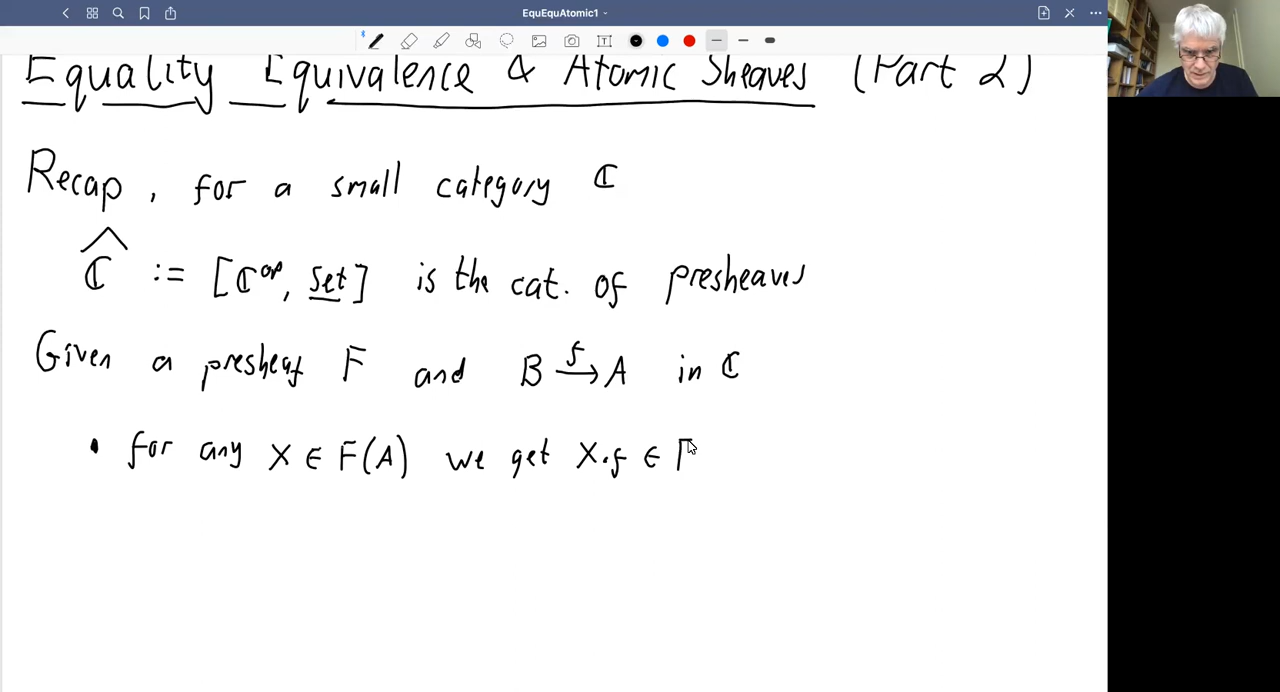 EquEquAtomic1
Equality Equivalence & Atomic Sheaves (Part 2)
Recap, for a small category ℂ
ℂ̂ := [ℂᵒᵖ, Set] is the cat. of presheaves
Given a presheaf F and B →ᶠ A in ℂ
• for any x ∈ F(A) we get x.f ∈